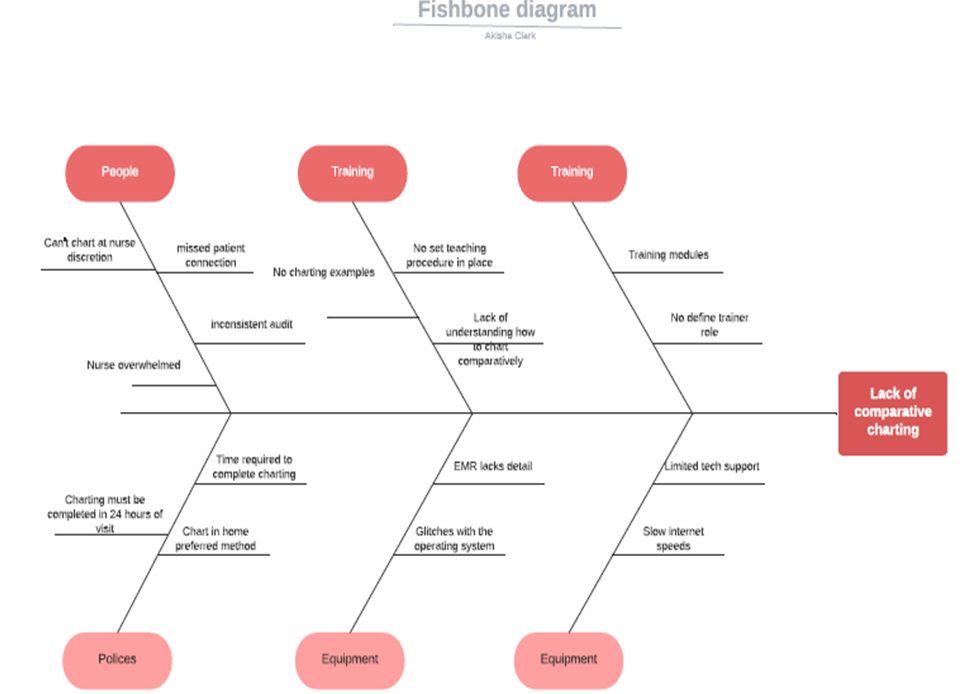 Fishbone diagram
Akisha Clark
People
Training
Training
Can't chart at nurse
discretion
missed patient
connection
No charting examples
No set teaching
procedure in place
Training modules
inconsistent audit
Lack of
understanding how
to chart
comparatively
No define trainer
role
Nurse overwhelmed
Lack of
comparative
charting
Time required to
complete charting
EMR lacks detail
Limited tech support
Charting must be
completed in 24 hours of
visit
Chart in home
preferred method
Glitches with the
operating system
Slow internet
speeds
Polices
Equipment
Equipment